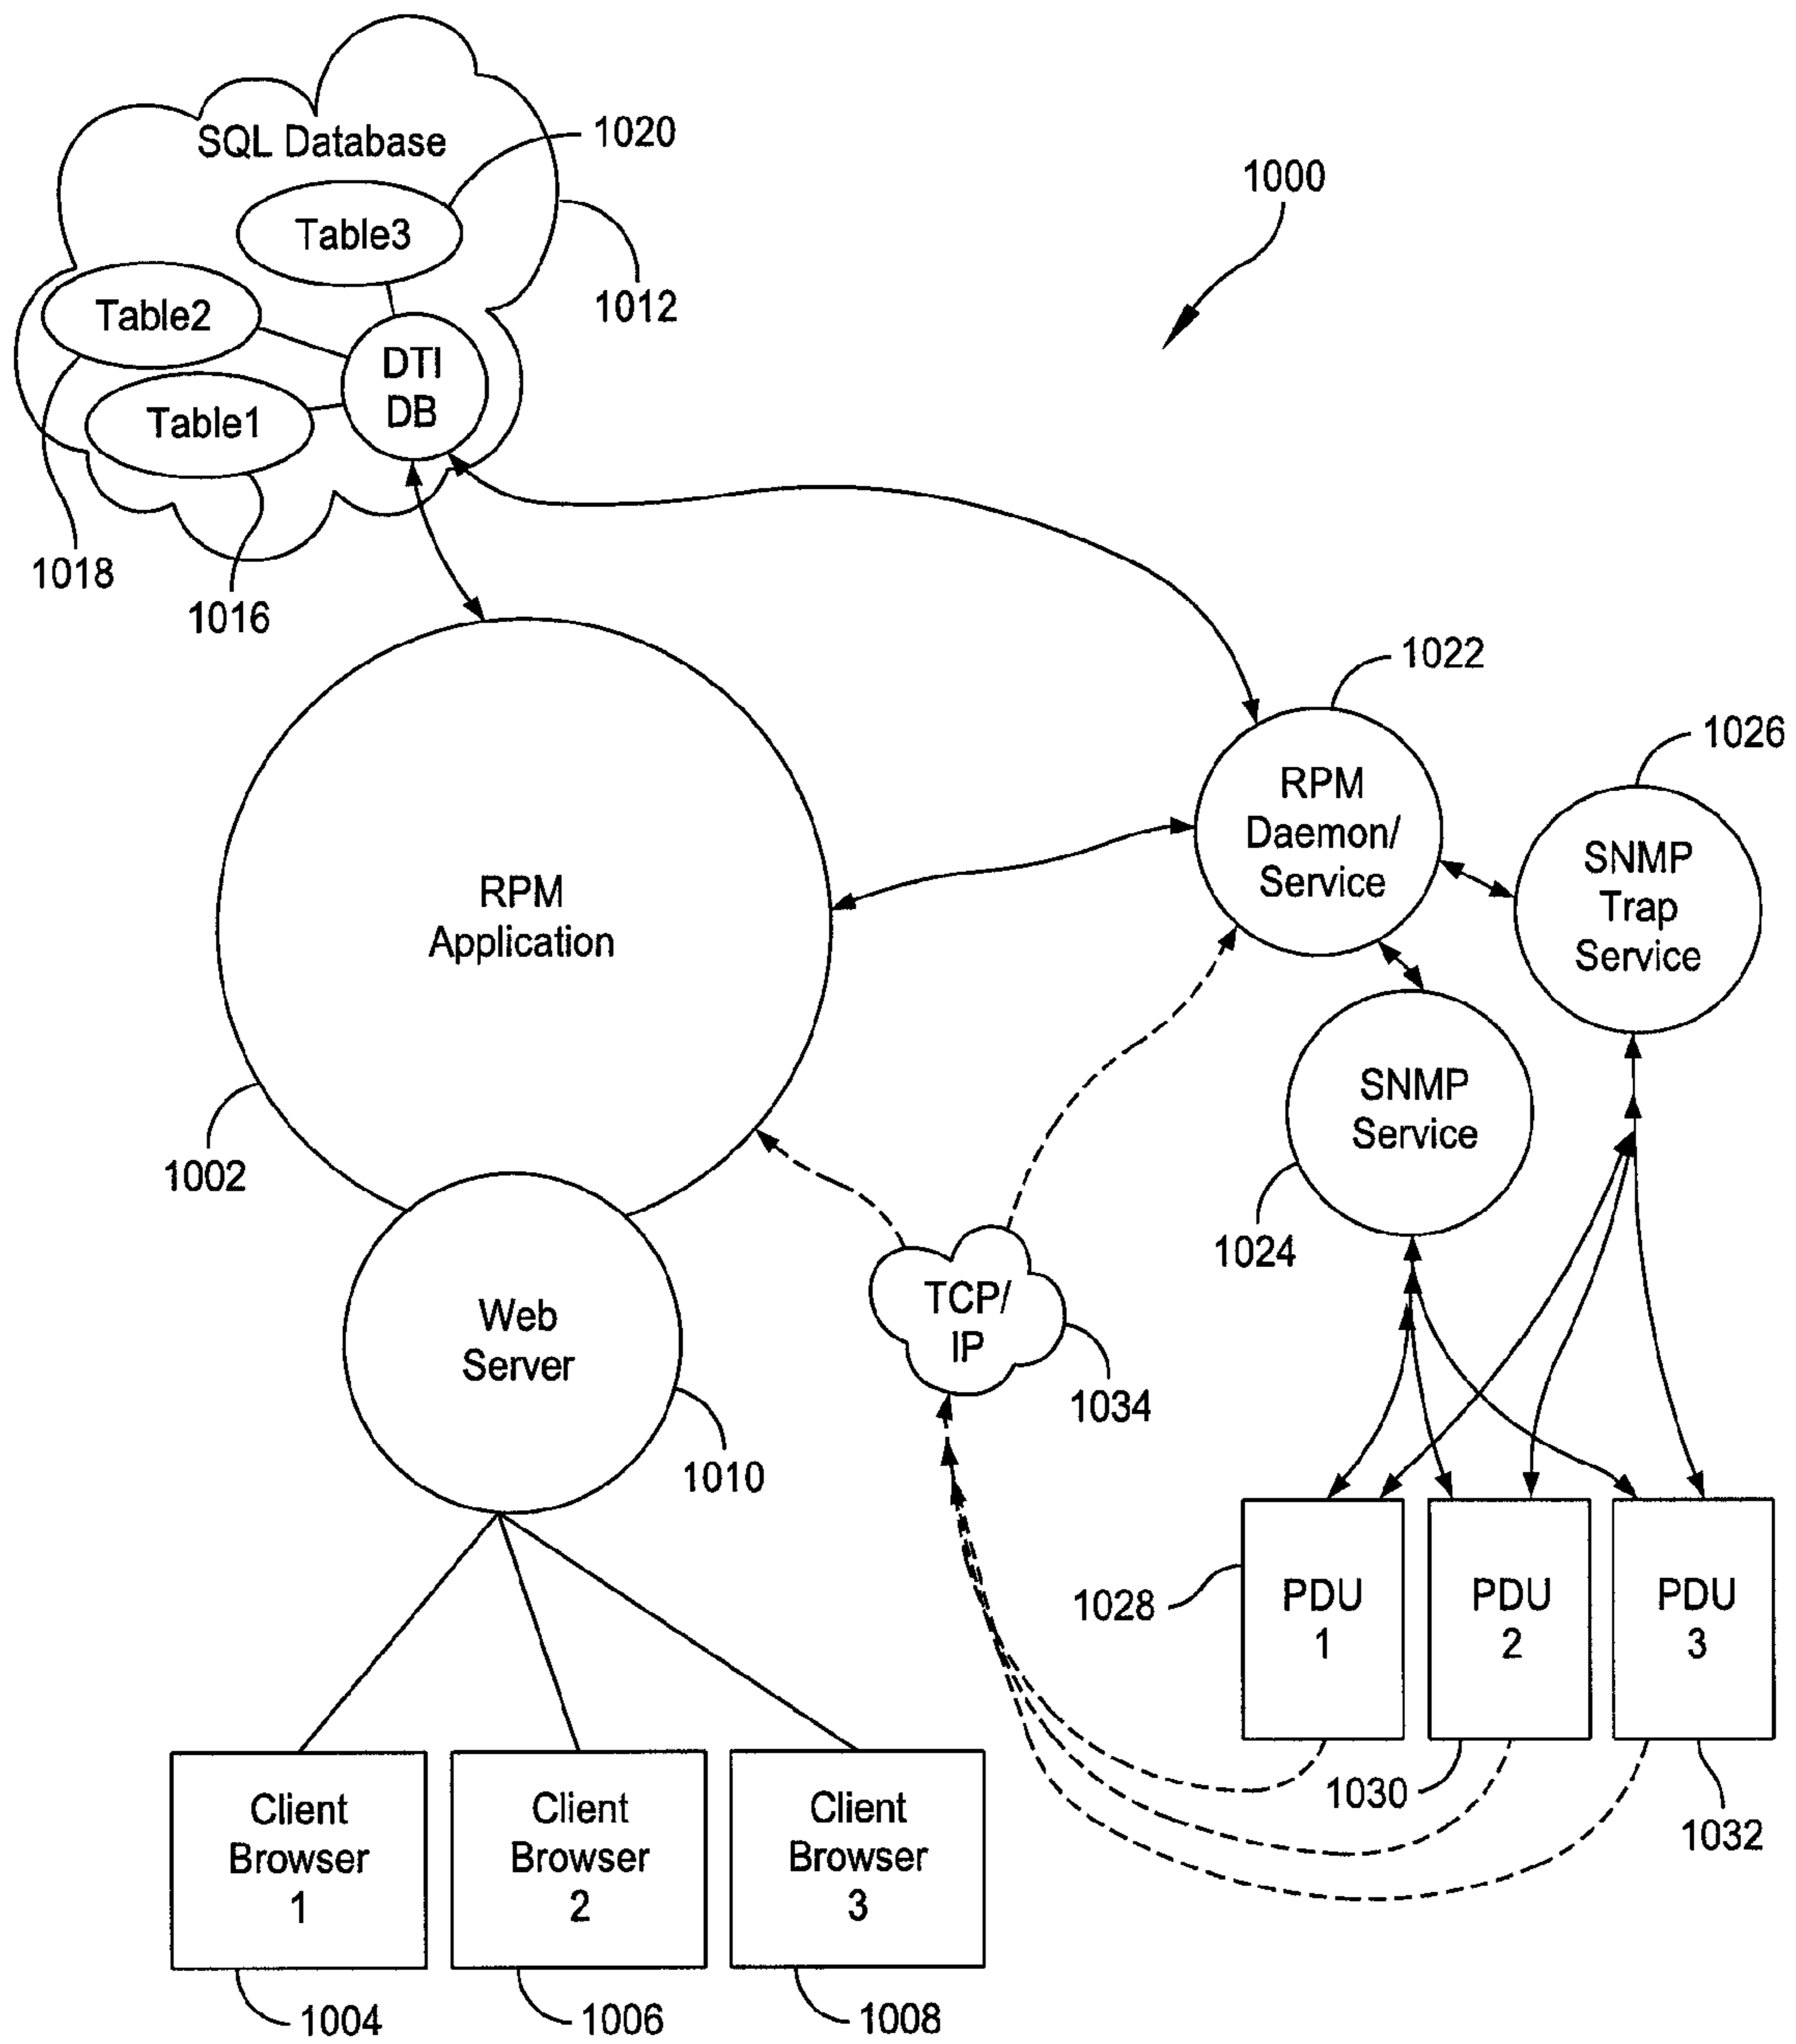 SQL Database
1020
1000
Table3
1012
Table2
DTI
DB
Table1
1018
1016
1022
1026
RPM
Daemon/
Service
SNMP
Trap
Service
RPM
Application
SNMP
Service
1002
1024
TCP/
IP
Web
Server
1034
1010
1028
PDU
1
PDU
2
PDU
3
1030
1032
Client
Browser
1
Client
Browser
2
Client
Browser
3
1004
1006
1008